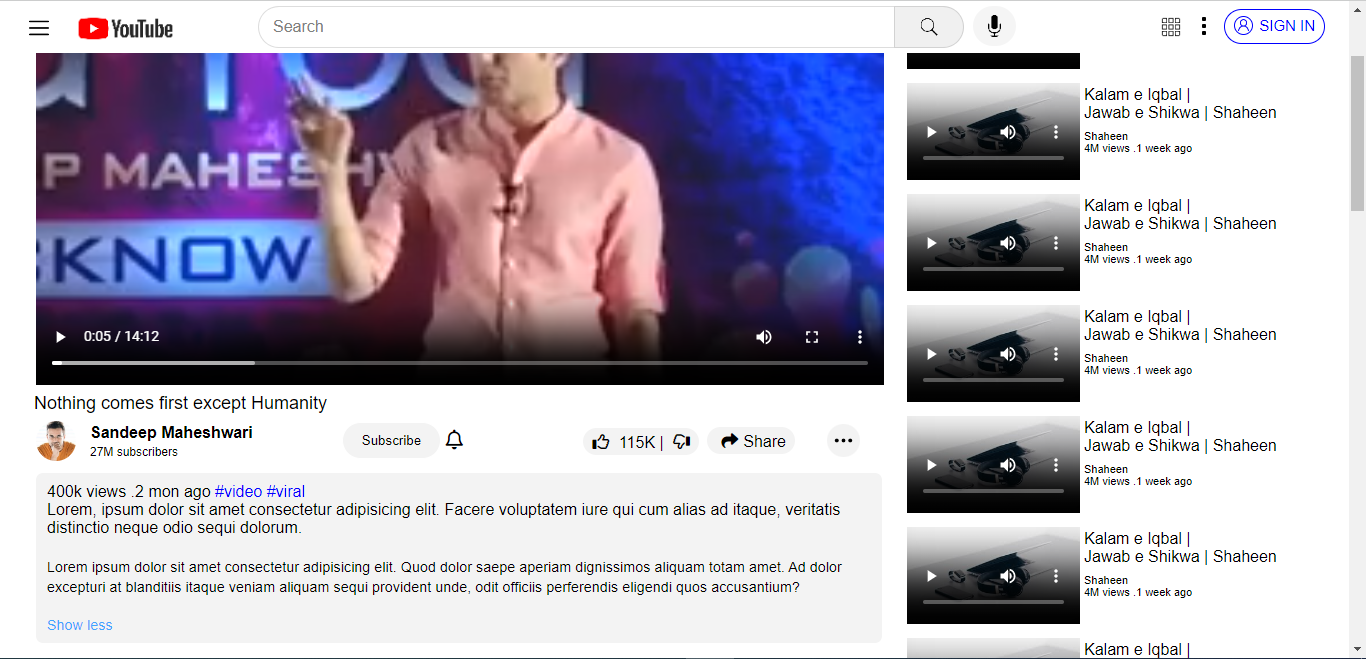 YouTube
Search
SIGN IN
P MAHESHW
KNOW
0:05 / 14:12
Nothing comes first except Humanity
Sandeep Maheshwari
27M subscribers
Subscribe
115K |
Share
400k views .2 mon ago #video #viral
Lorem, ipsum dolor sit amet consectetur adipisicing elit. Facere voluptatem iure qui cum alias ad itaque, veritatis
distinctio neque odio sequi dolorum.
Lorem ipsum dolor sit amet consectetur adipisicing elit. Quod dolor saepe aperiam dignissimos aliquam totam amet. Ad dolor
excepturi at blanditiis itaque veniam aliquam sequi provident unde, odit officiis perferendis eligendi quos accusantium?
Show less
Kalam e Iqbal |
Jawab e Shikwa | Shaheen
Shaheen
4M views .1 week ago
Kalam e Iqbal |
Jawab e Shikwa | Shaheen
Shaheen
4M views .1 week ago
Kalam e Iqbal |
Jawab e Shikwa | Shaheen
Shaheen
4M views .1 week ago
Kalam e Iqbal |
Jawab e Shikwa | Shaheen
Shaheen
4M views .1 week ago
Kalam e Iqbal |
Jawab e Shikwa | Shaheen
Shaheen
4M views .1 week ago
Kalam e Iqbal |